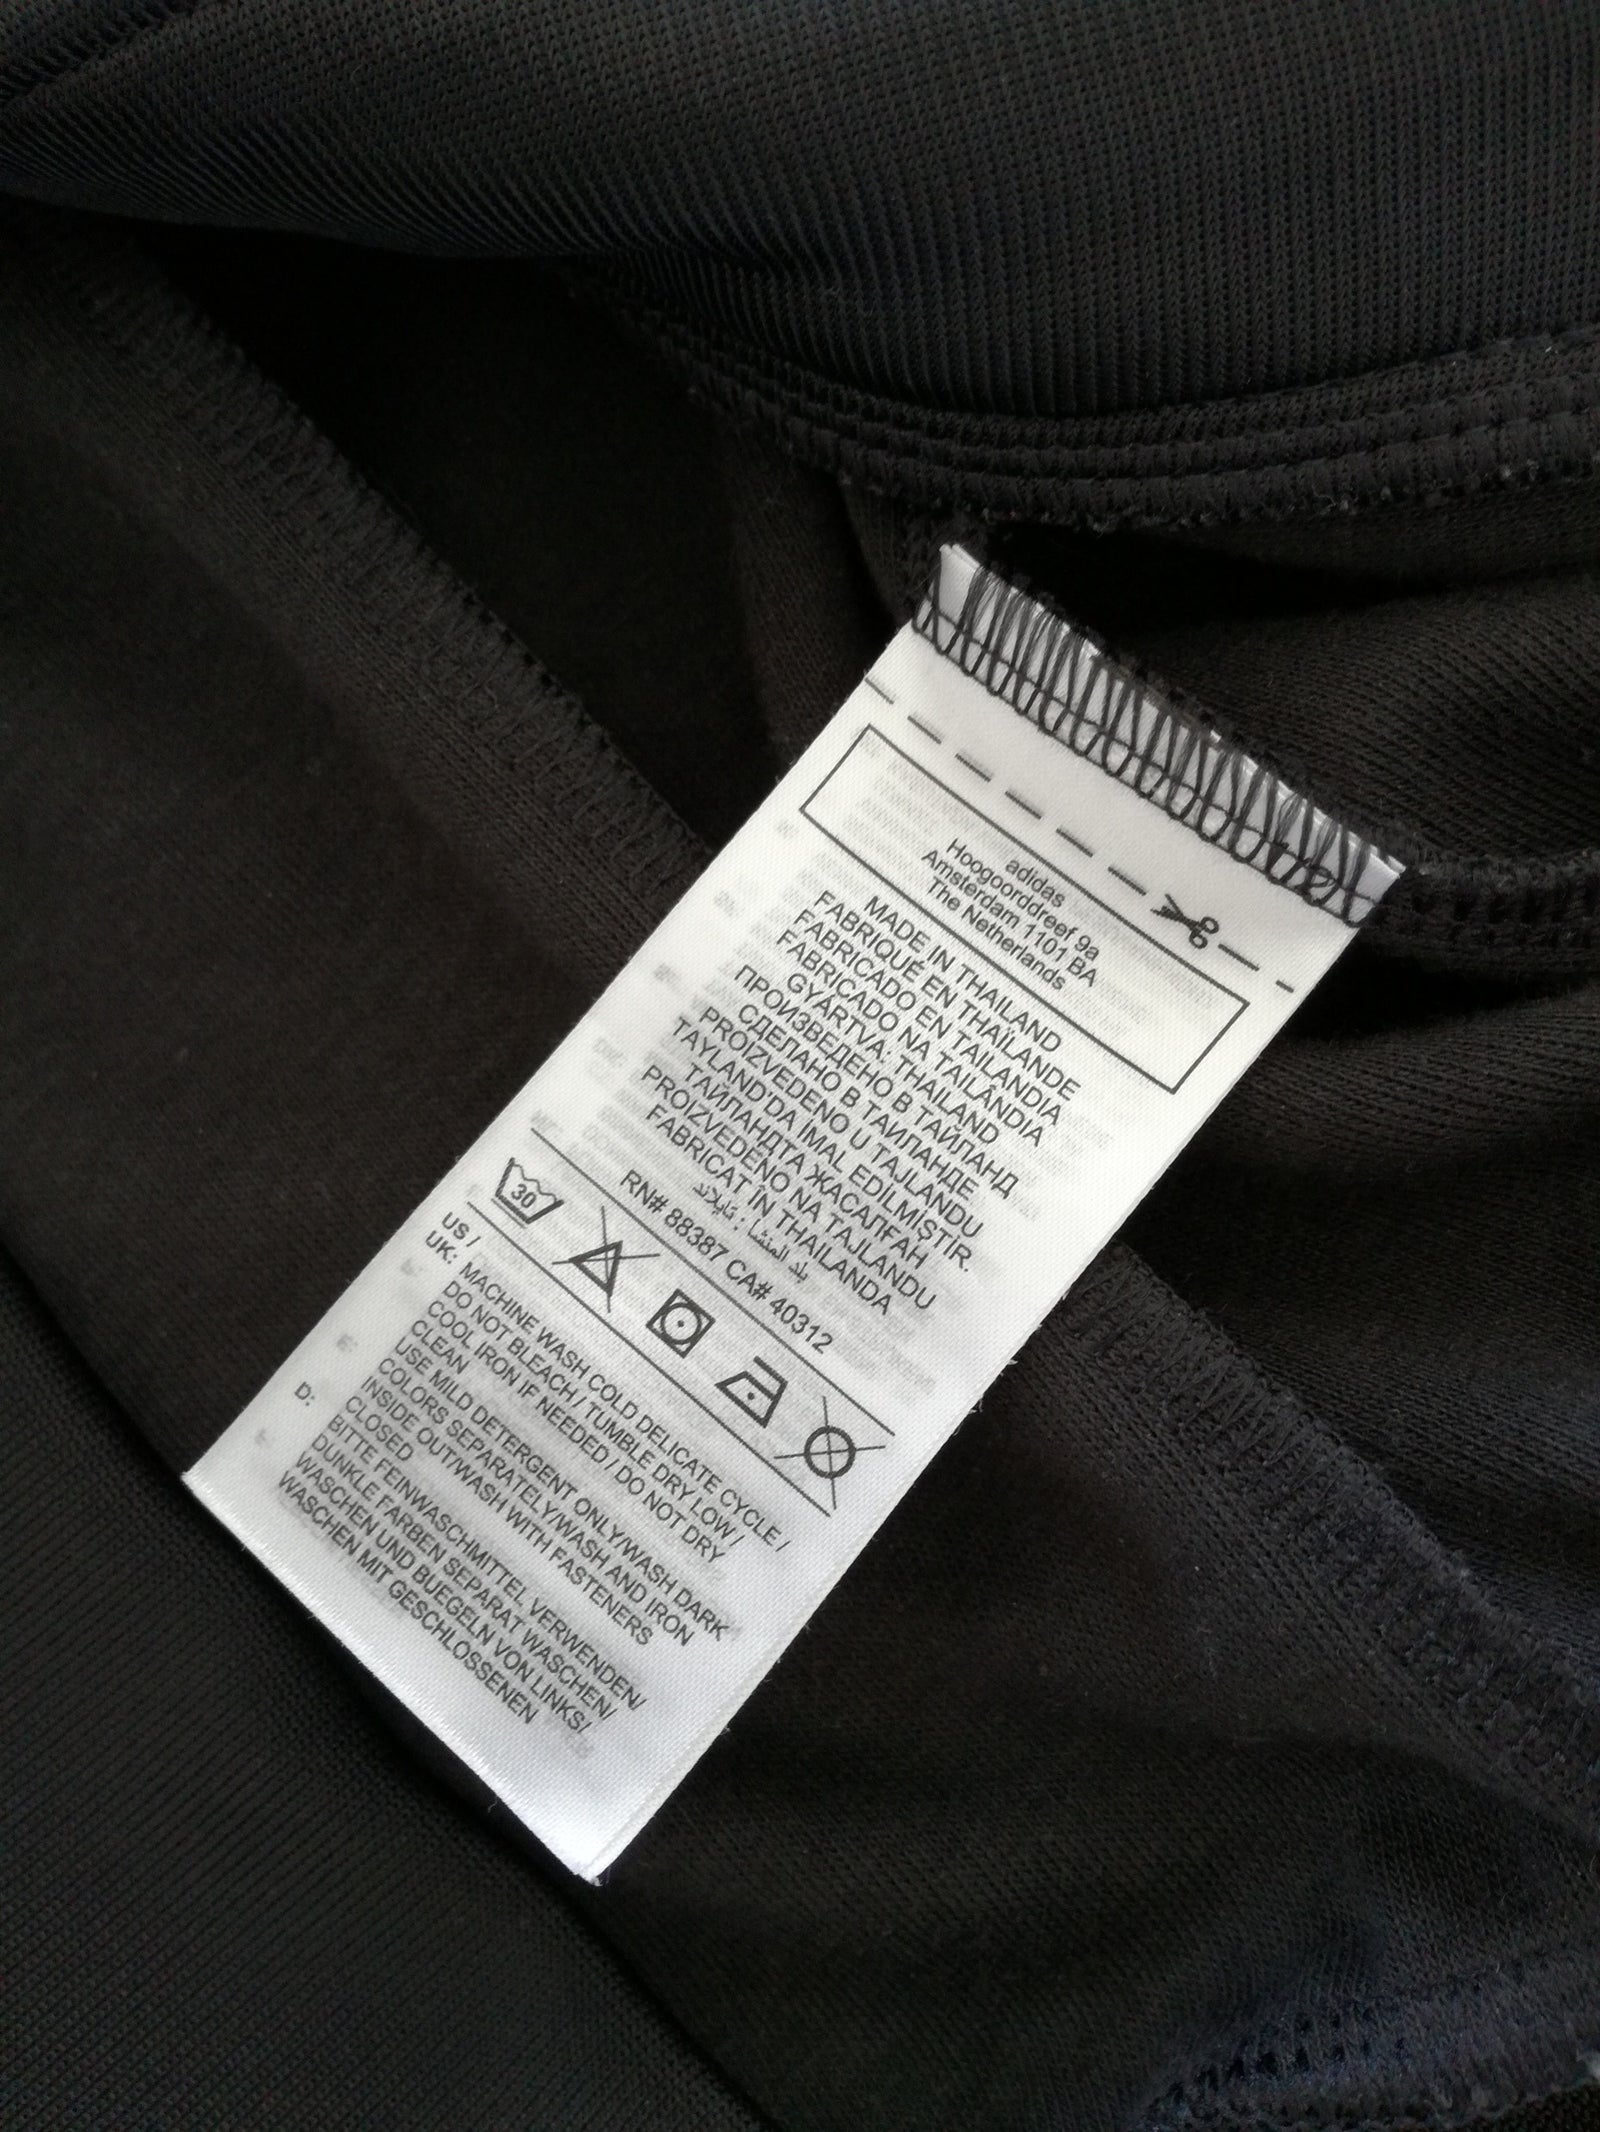 adidas
Hoogoorddreef 9a
Amsterdam 1101 BA
The Netherlands
MADE IN THAILAND
FABRIQUÉ EN THAÏLANDE
FABRICADO EN TAILANDIA
FABRICADO NA TAILÂNDIA
GYÁRTVA: THAILAND
ПРОИЗВЕДЕНО В ТАЙЛАНД
СДЕЛАНО В ТАИЛАНДЕ
PROIZVEDENO U TAJLANDU
TAYLAND'DA İMAL EDİLMİŞTİR.
ТАЙЛАНДТА ЖАСАЛҒАН
PROIZVEDENO NA TAJLANDU
FABRICAT ÎN THAILANDA
بلد المنشأ : تايلاند
RN# 88387 CA# 40312
30
US /
UK: MACHINE WASH COLD DELICATE CYCLE /
DO NOT BLEACH / TUMBLE DRY LOW /
COOL IRON IF NEEDED / DO NOT DRY
CLEAN
USE MILD DETERGENT ONLY/WASH DARK
COLORS SEPARATELY/WASH AND IRON
INSIDE OUT/WASH WITH FASTENERS
CLOSED
D: BITTE FEINWASCHMITTEL VERWENDEN/
DUNKLE FARBEN SEPARAT WASCHEN/
WASCHEN UND BUEGELN VON LINKS/
WASCHEN MIT GESCHLOSSENEN